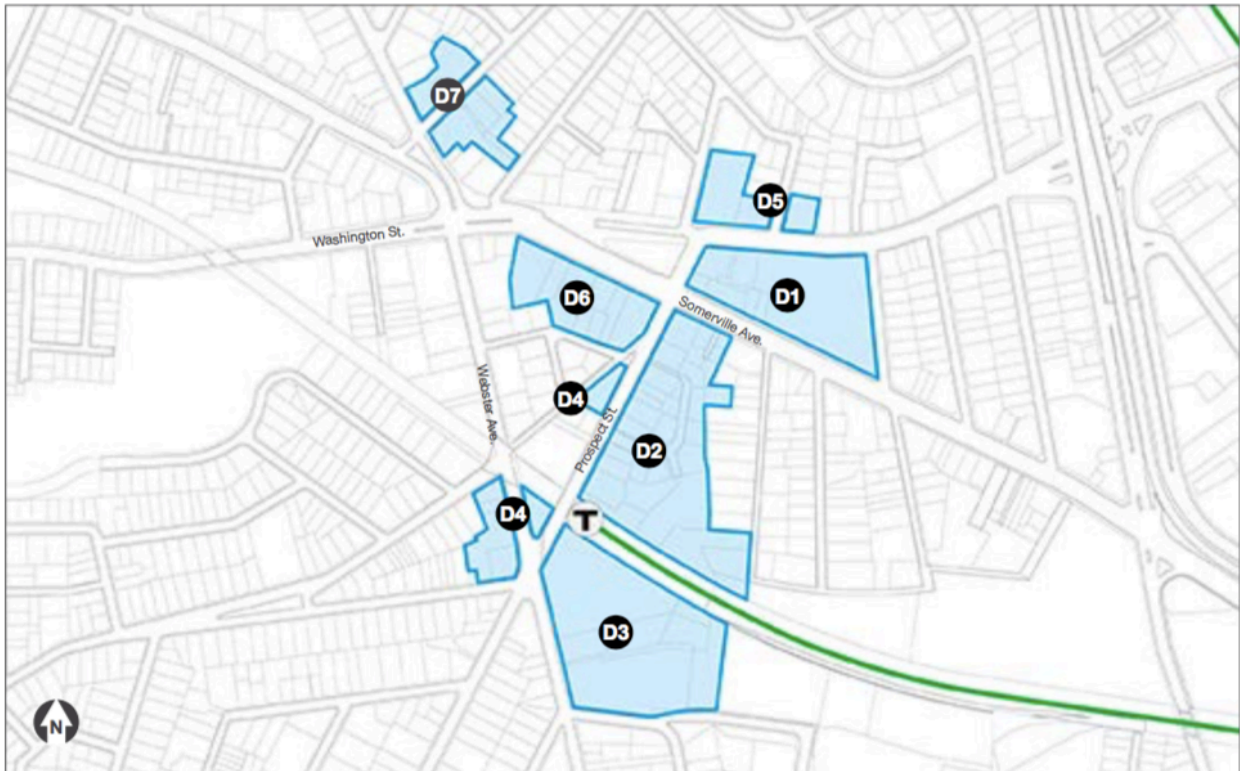 D7
D5
Washington St.
D6
D1
Somerville Ave.
Webster Ave.
D4
Prospect St.
D2
D4
T
D3
N